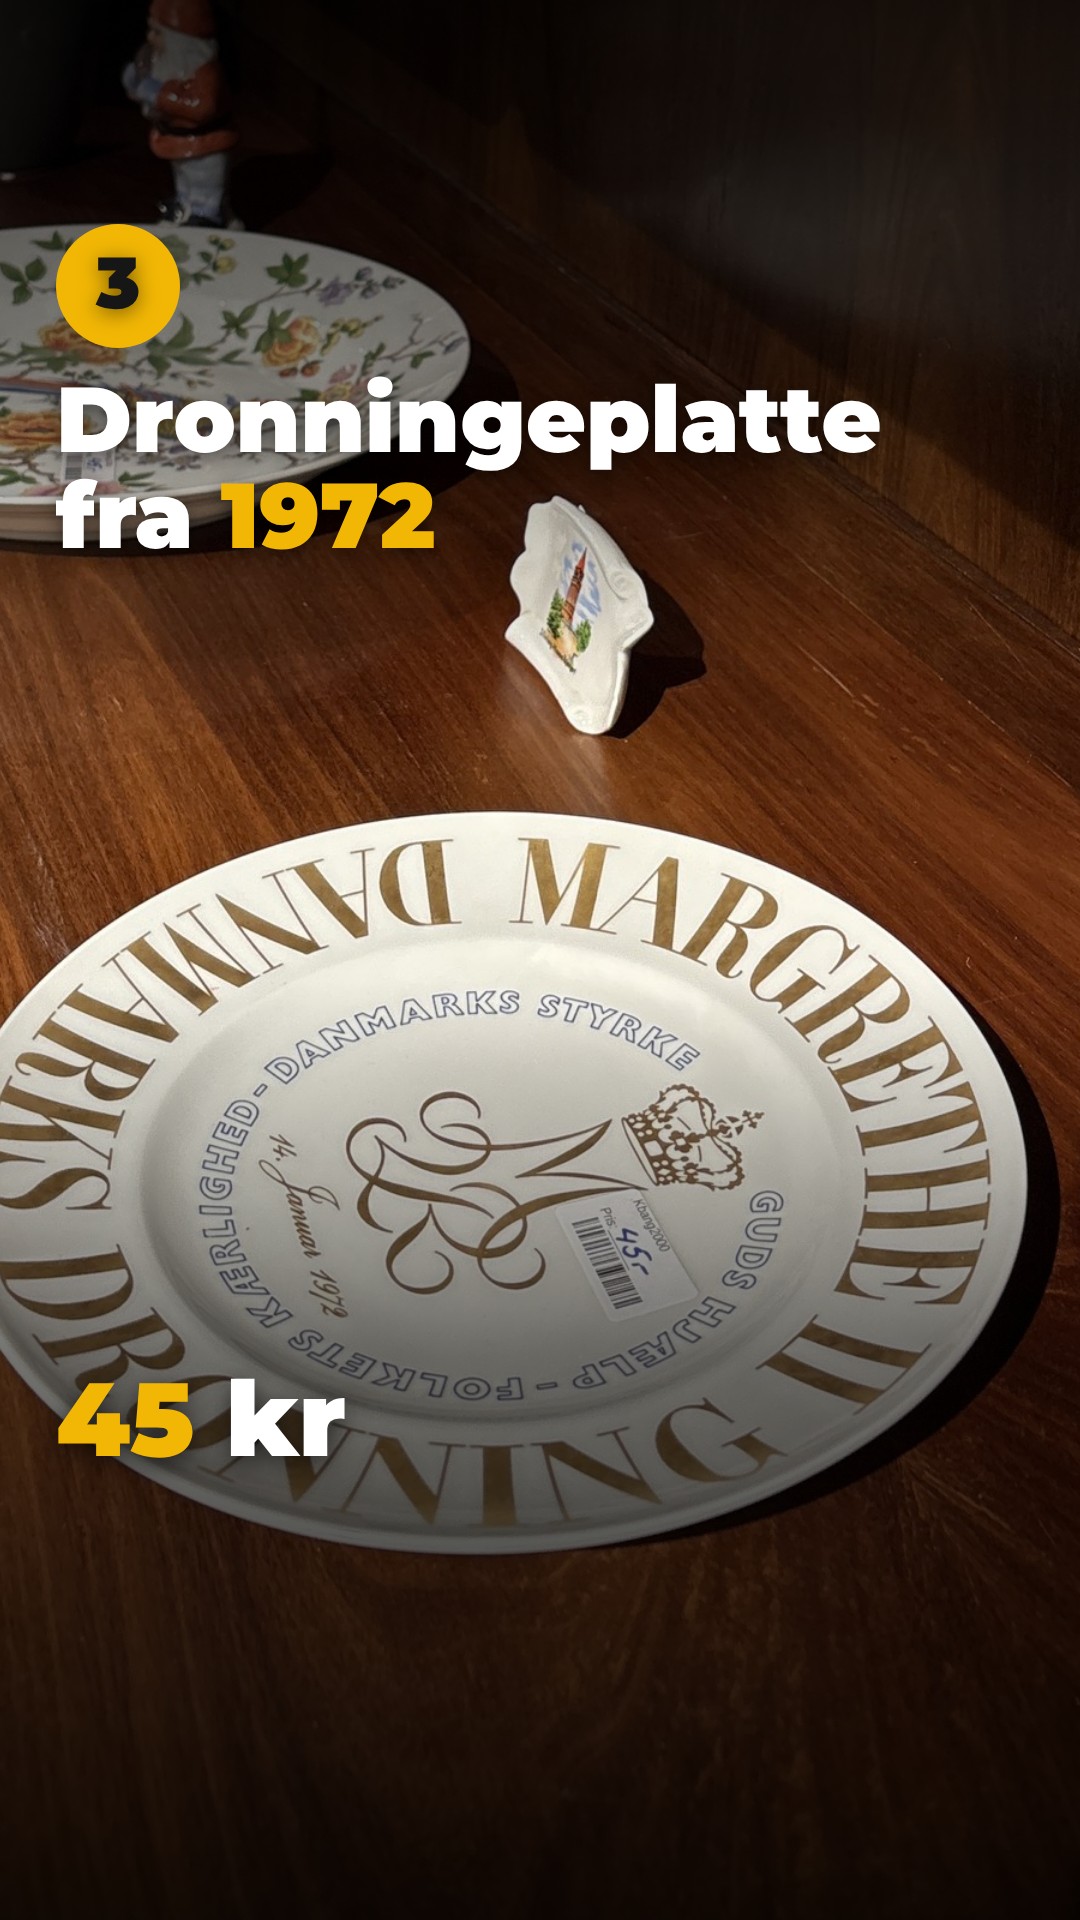 3
Dronningeplatte
fra 1972
MARGRETHE II DANMARKS DRONNING
GUDS HJÆLP - FOLKETS KÆRLIGHED - DANMARKS STYRKE
14. Januar 1972
Kbang2000
Pris: 45,-
45 kr